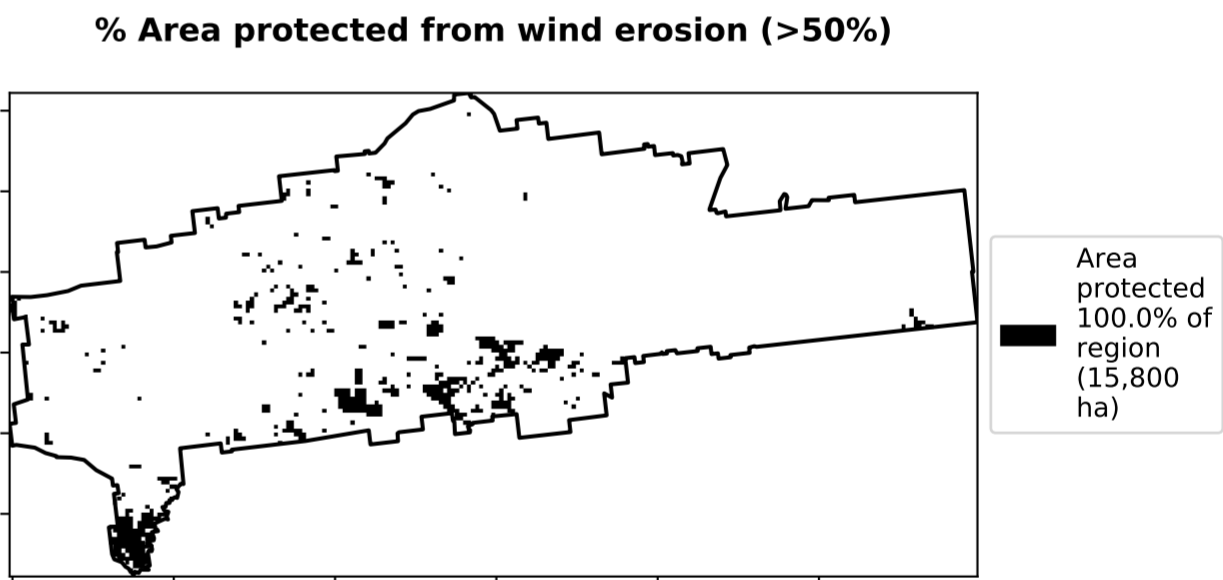 % Area protected from wind erosion (>50%)
Area
protected
100.0% of
region
(15,800
ha)